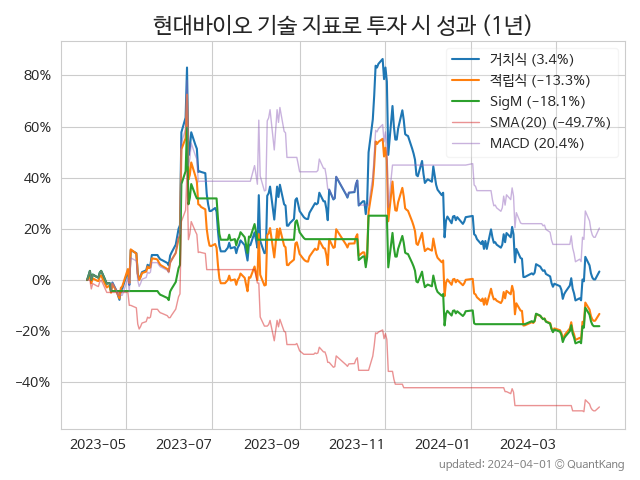 현대바이오 기술 지표로 투자 시 성과 (1년)
거치식 (3.4%)
적립식 (−13.3%)
SigM (−18.1%)
SMA(20) (−49.7%)
MACD (20.4%)
80%
60%
40%
20%
0%
−20%
−40%
2023-05 2023-07 2023-09 2023-11 2024-01 2024-03
updated: 2024-04-01 © QuantKang